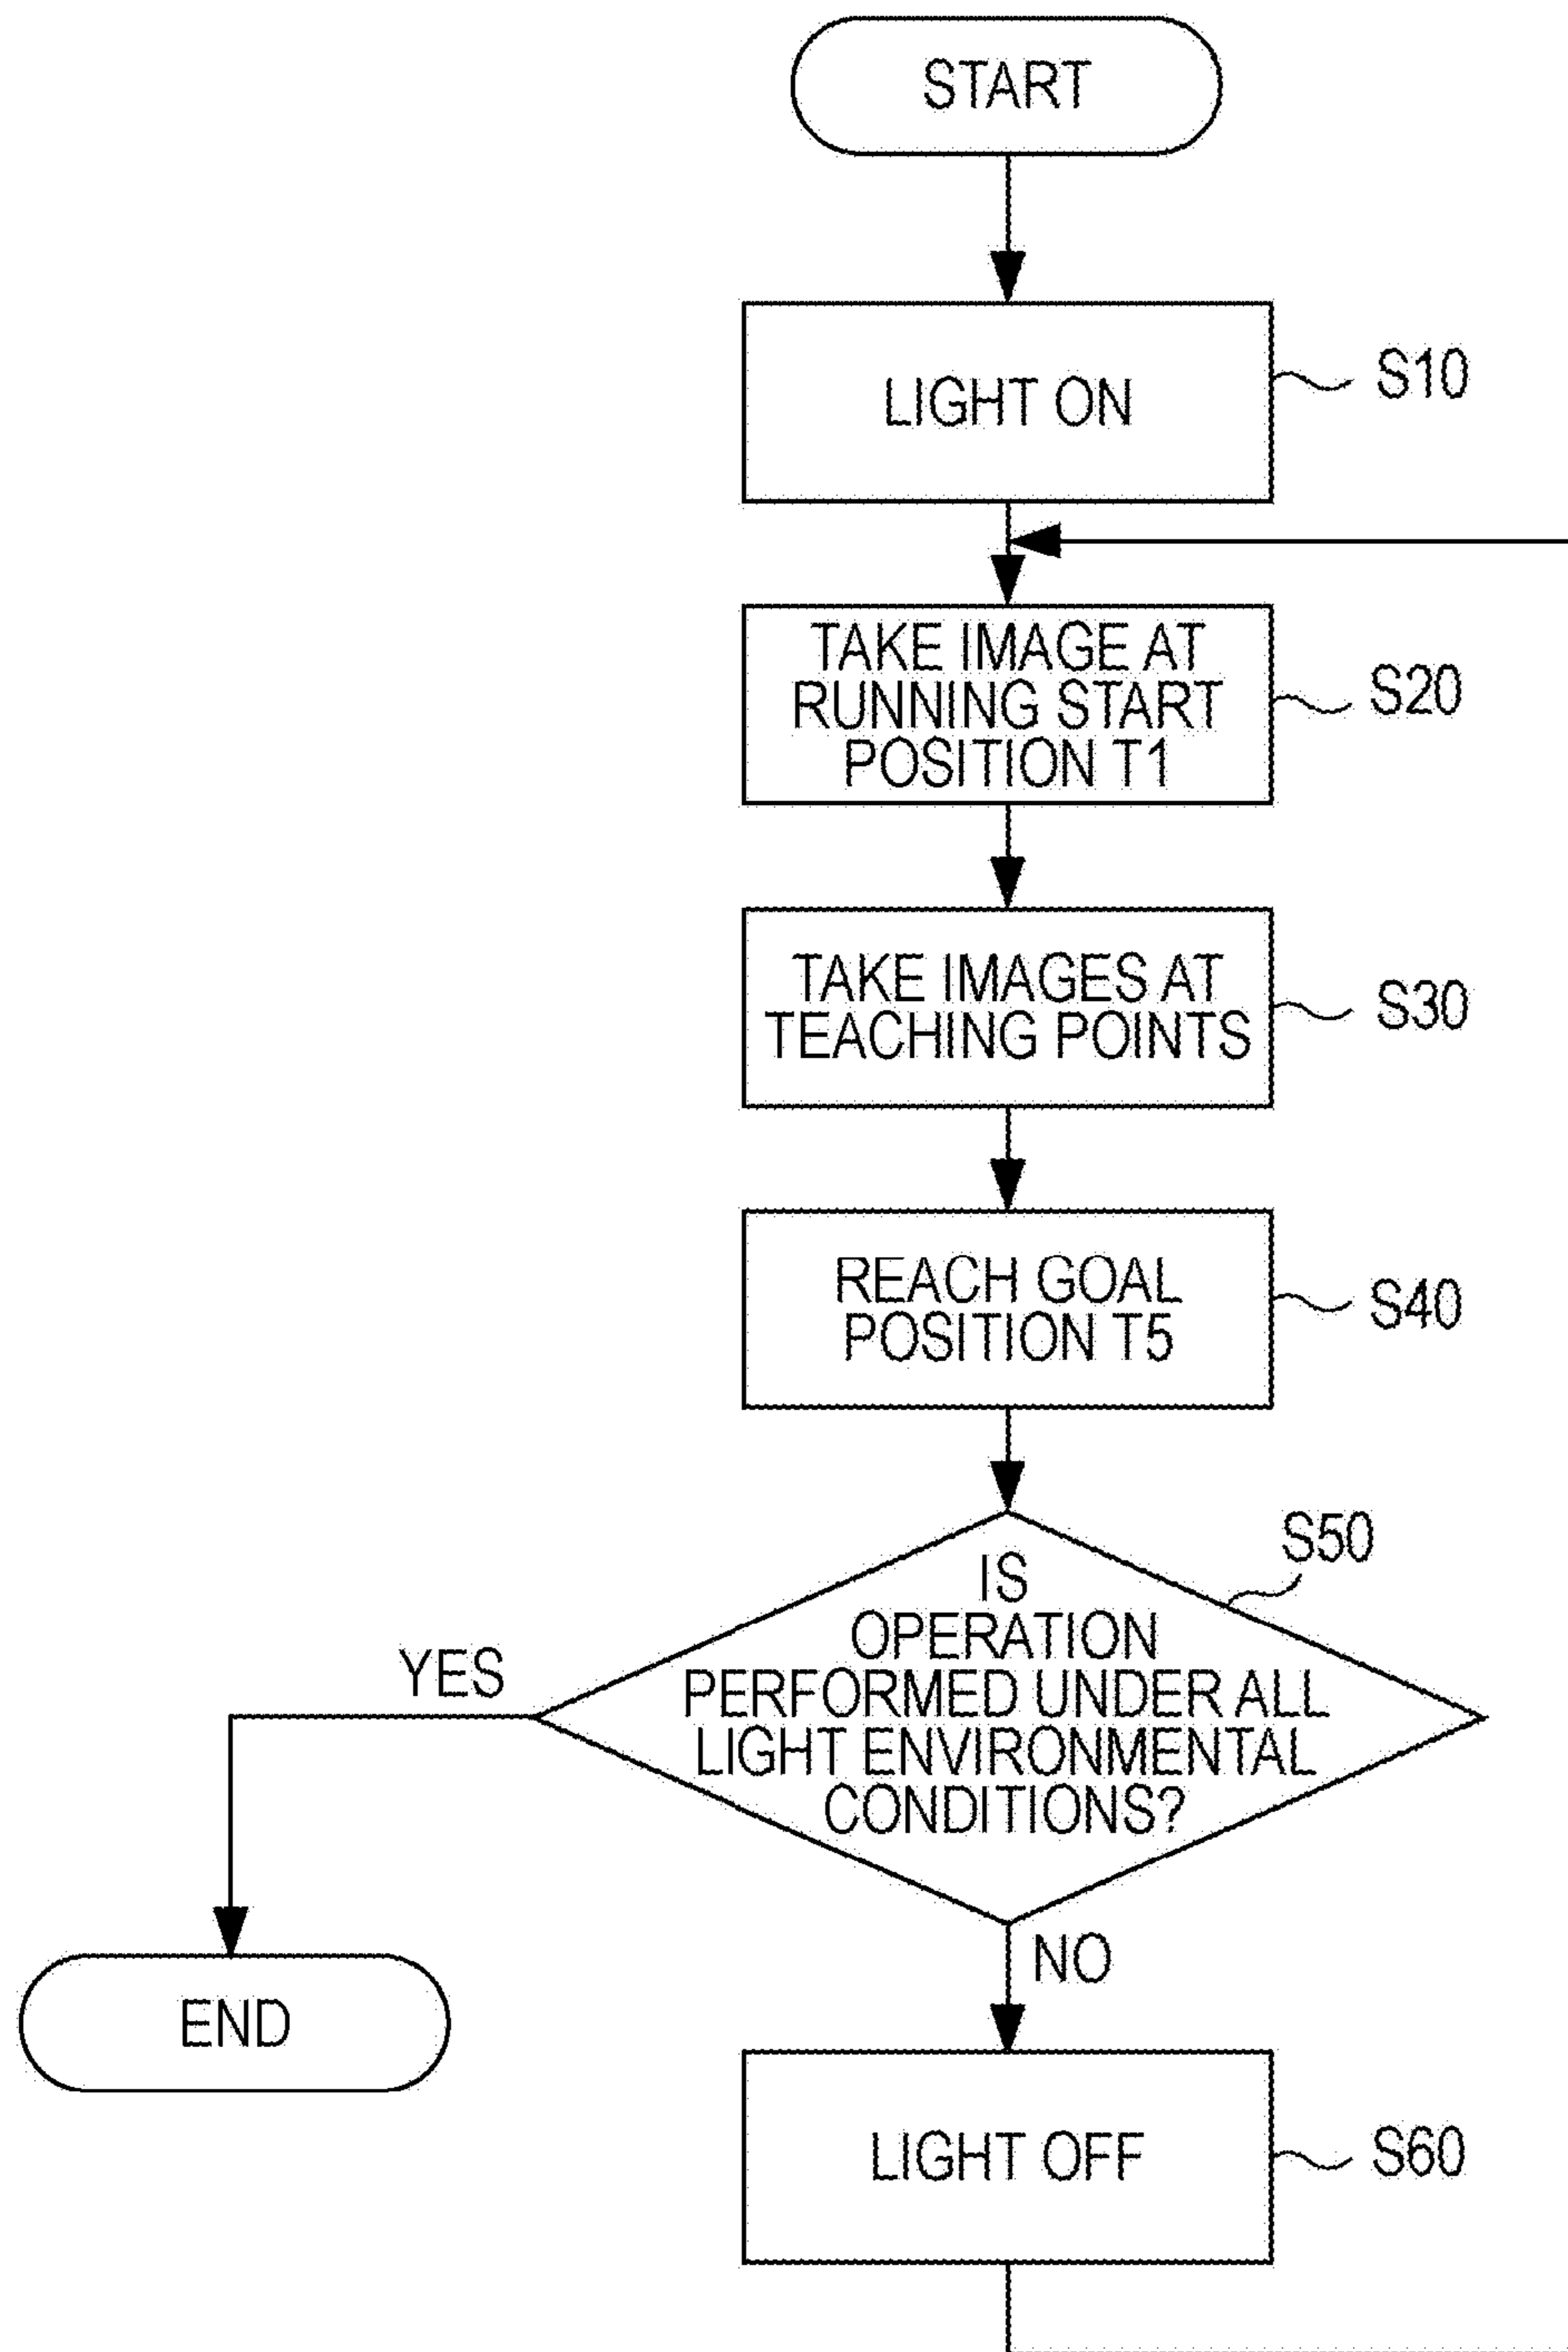 START
LIGHT ON
S10
TAKE IMAGE AT
RUNNING START
POSITION T1
S20
TAKE IMAGES AT
TEACHING POINTS
S30
REACH GOAL
POSITION T5
S40
IS
OPERATION
PERFORMED UNDER ALL
LIGHT ENVIRONMENTAL
CONDITIONS?
S50
YES
NO
END
LIGHT OFF
S60